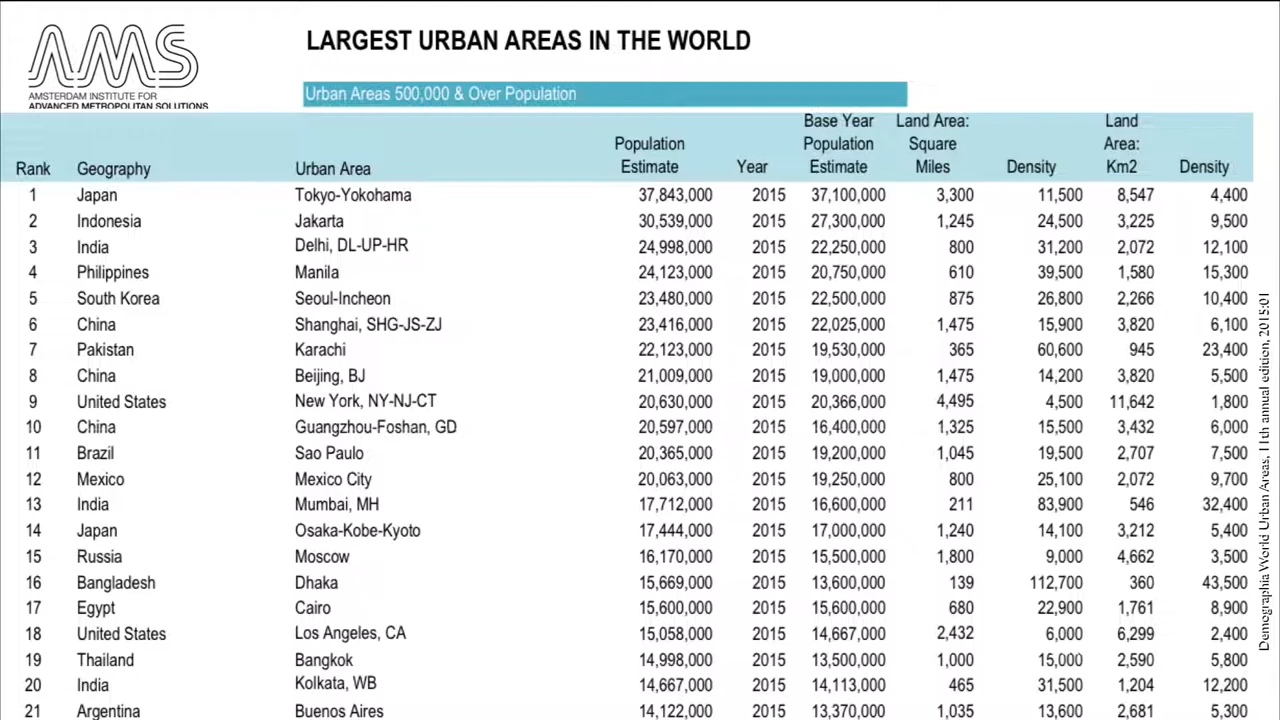 AMS
AMSTERDAM INSTITUTE FOR
ADVANCED METROPOLITAN SOLUTIONS
LARGEST URBAN AREAS IN THE WORLD
Urban Areas 500,000 & Over Population
Rank Geography Urban Area Population Estimate Year Base Year Population Estimate Land Area: Square Miles Density Land Area: Km2 Density
1 Japan Tokyo-Yokohama 37,843,000 2015 37,100,000 3,300 11,500 8,547 4,400
2 Indonesia Jakarta 30,539,000 2015 27,300,000 1,245 24,500 3,225 9,500
3 India Delhi, DL-UP-HR 24,998,000 2015 22,250,000 800 31,200 2,072 12,100
4 Philippines Manila 24,123,000 2015 20,750,000 610 39,500 1,580 15,300
5 South Korea Seoul-Incheon 23,480,000 2015 22,500,000 875 26,800 2,266 10,400
6 China Shanghai, SHG-JS-ZJ 23,416,000 2015 22,025,000 1,475 15,900 3,820 6,100
7 Pakistan Karachi 22,123,000 2015 19,530,000 365 60,600 945 23,400
8 China Beijing, BJ 21,009,000 2015 19,000,000 1,475 14,200 3,820 5,500
9 United States New York, NY-NJ-CT 20,630,000 2015 20,366,000 4,495 4,500 11,642 1,800
10 China Guangzhou-Foshan, GD 20,597,000 2015 16,400,000 1,325 15,500 3,432 6,000
11 Brazil Sao Paulo 20,365,000 2015 19,200,000 1,045 19,500 2,707 7,500
12 Mexico Mexico City 20,063,000 2015 19,250,000 800 25,100 2,072 9,700
13 India Mumbai, MH 17,712,000 2015 16,600,000 211 83,900 546 32,400
14 Japan Osaka-Kobe-Kyoto 17,444,000 2015 17,000,000 1,240 14,100 3,212 5,400
15 Russia Moscow 16,170,000 2015 15,500,000 1,800 9,000 4,662 3,500
16 Bangladesh Dhaka 15,669,000 2015 13,600,000 139 112,700 360 43,500
17 Egypt Cairo 15,600,000 2015 15,600,000 680 22,900 1,761 8,900
18 United States Los Angeles, CA 15,058,000 2015 14,667,000 2,432 6,000 6,299 2,400
19 Thailand Bangkok 14,998,000 2015 13,500,000 1,000 15,000 2,590 5,800
20 India Kolkata, WB 14,667,000 2015 14,113,000 465 31,500 1,204 12,200
21 Argentina Buenos Aires 14,122,000 2015 13,370,000 1,035 13,600 2,681 5,300
Demographia World Urban Areas, 11th annual edition, 2015:01